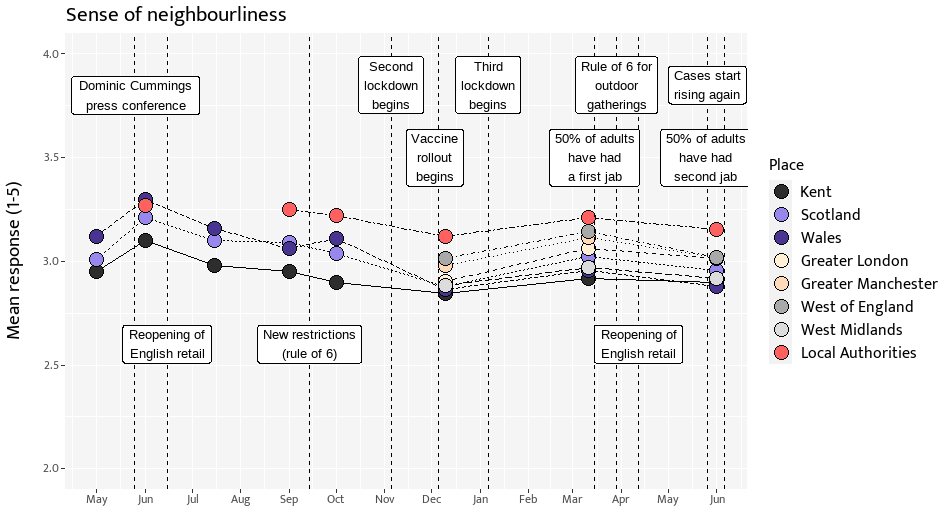 Sense of neighbourliness
Mean response (1-5)
4.0
3.5
3.0
2.5
2.0
Dominic Cummings
press conference
Second
lockdown
begins
Third
lockdown
begins
Rule of 6 for
outdoor
gatherings
Cases start
rising again
Vaccine
rollout
begins
50% of adults
have had
a first jab
50% of adults
have had
second jab
Reopening of
English retail
New restrictions
(rule of 6)
Reopening of
English retail
May
Jun
Jul
Aug
Sep
Oct
Nov
Dec
Jan
Feb
Mar
Apr
May
Jun
Place
Kent
Scotland
Wales
Greater London
Greater Manchester
West of England
West Midlands
Local Authorities